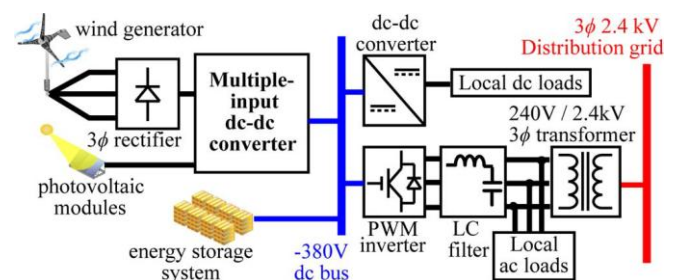 wind generator
3ϕ rectifier
Multiple-
input
dc-dc
converter
photovoltaic
modules
energy storage
system
-380V
dc bus
dc-dc
converter
Local dc loads
240V / 2.4kV
3ϕ transformer
PWM
inverter
LC
filter
Local
ac loads
3ϕ 2.4 kV
Distribution grid